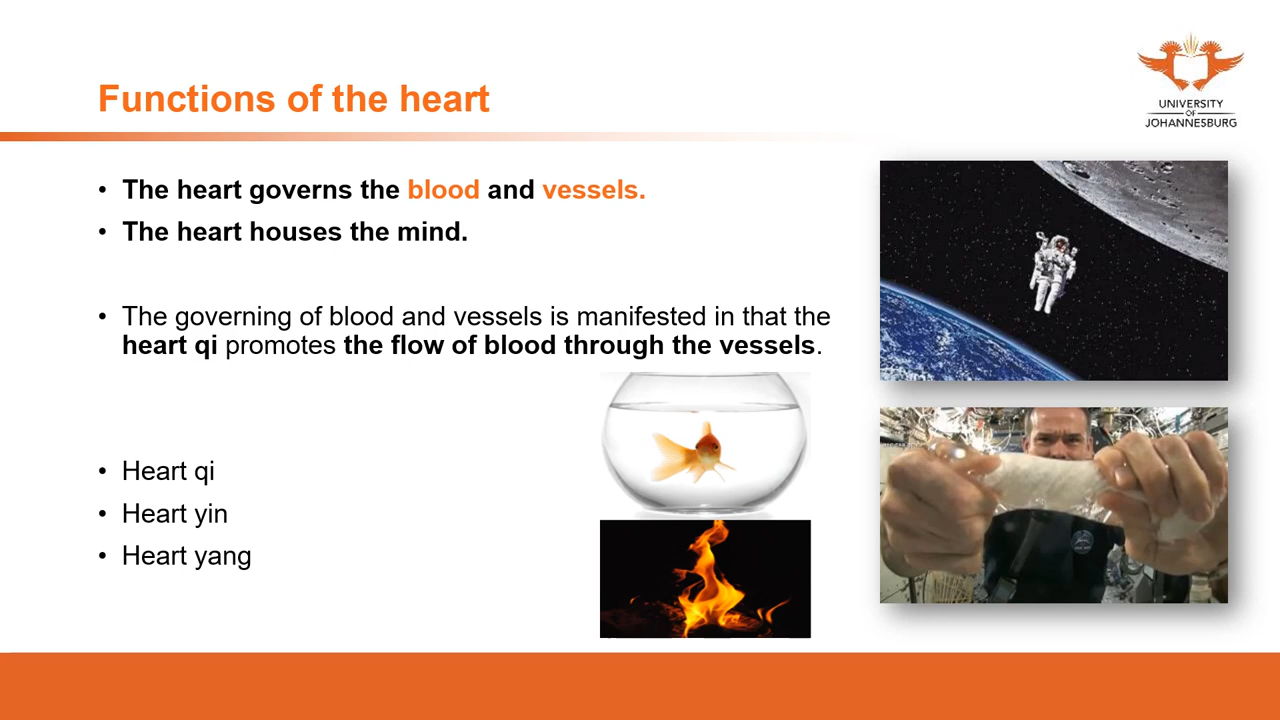 Functions of the heart
UNIVERSITY
OF
JOHANNESBURG
• The heart governs the blood and vessels.
• The heart houses the mind.
• The governing of blood and vessels is manifested in that the
heart qi promotes the flow of blood through the vessels.
• Heart qi
• Heart yin
• Heart yang